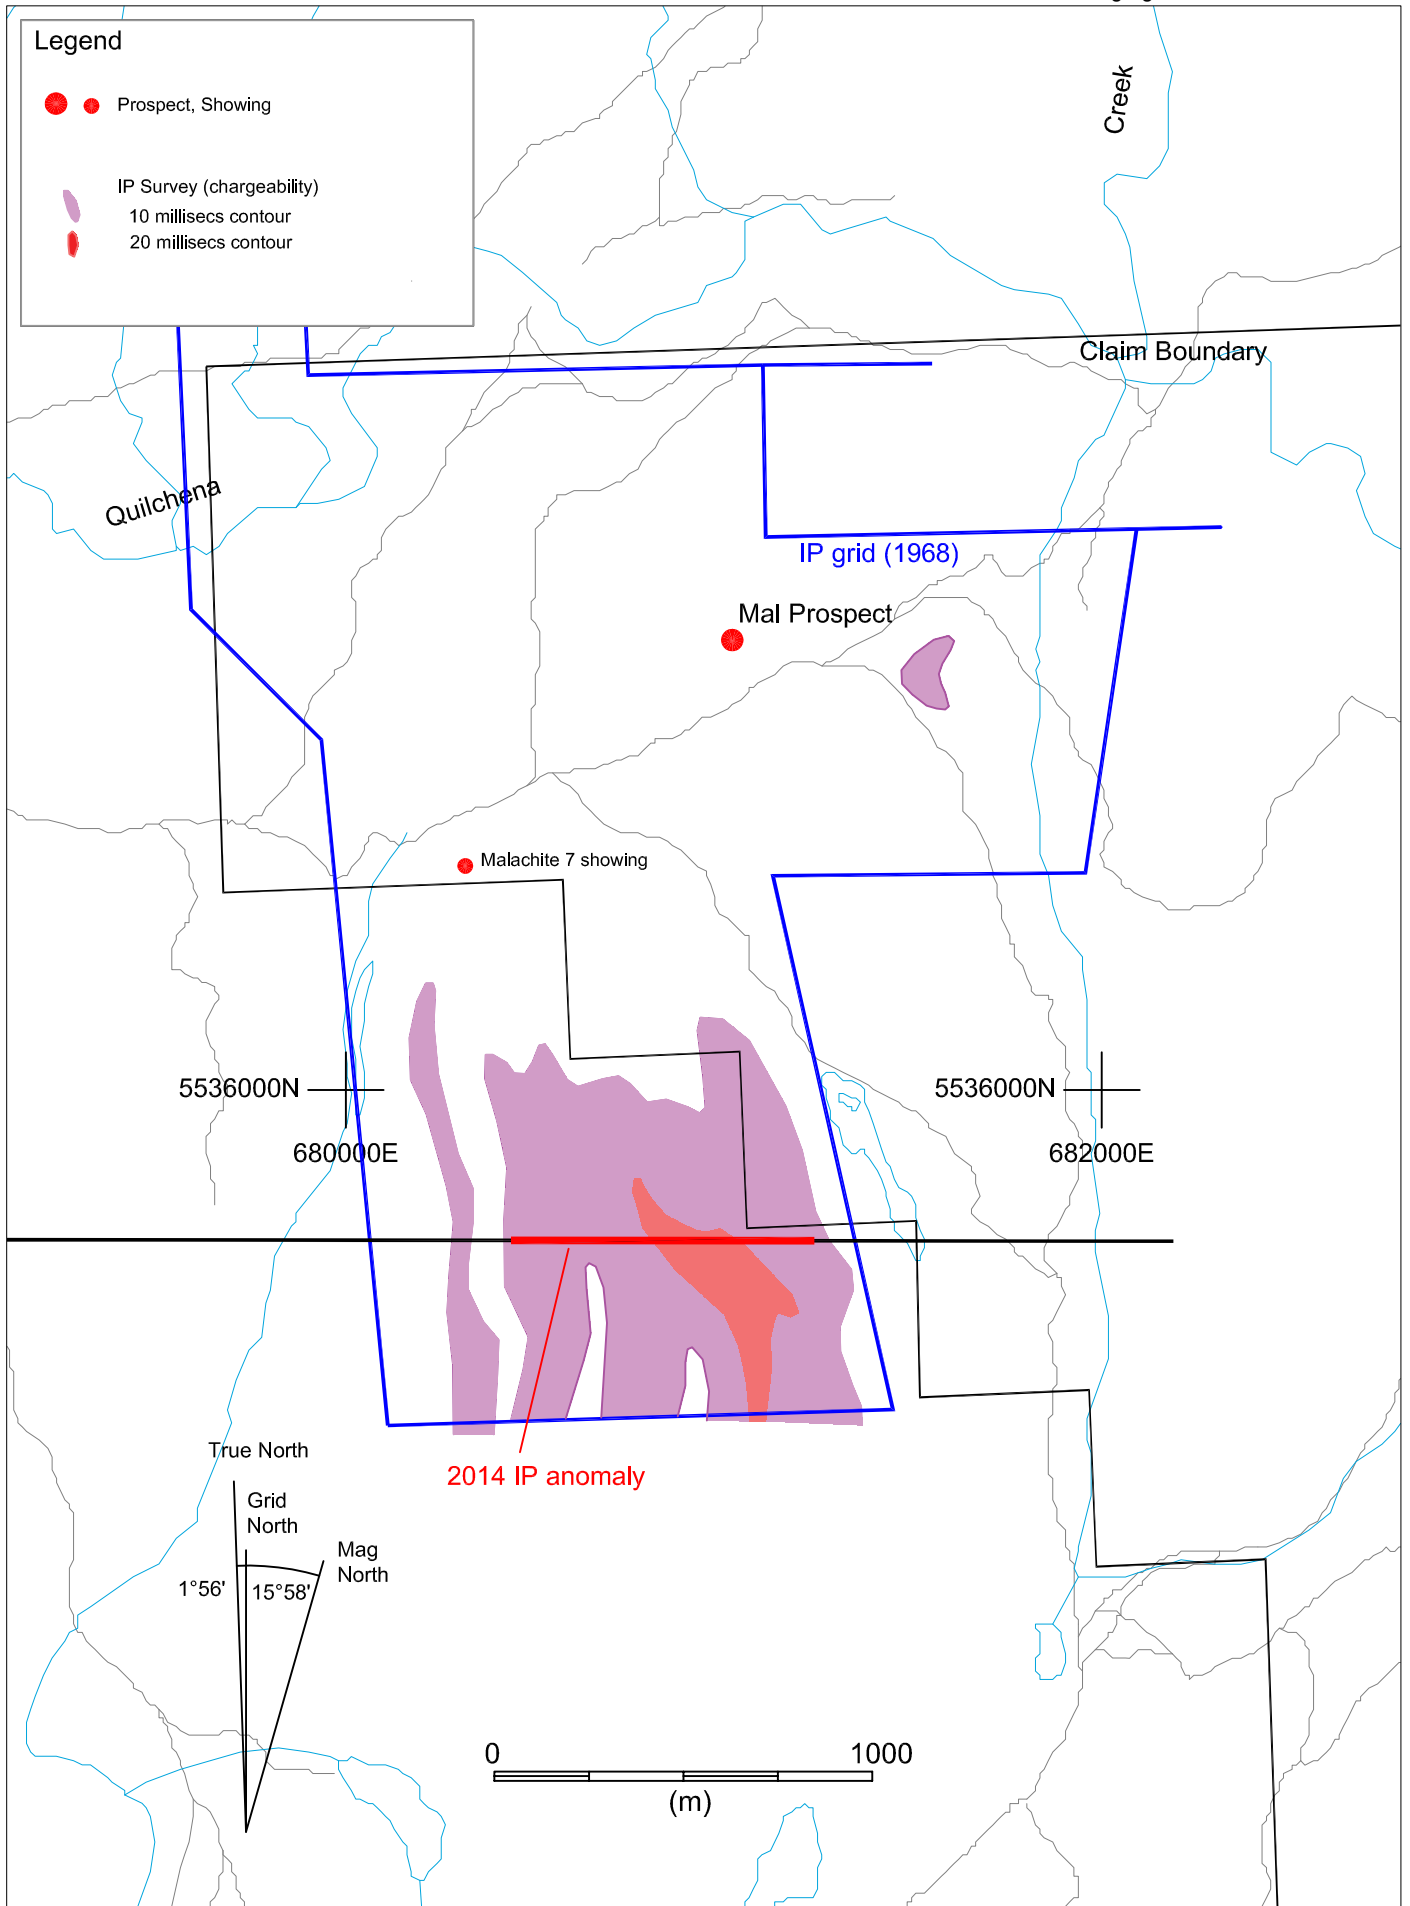 Legend
Prospect, Showing
IP Survey (chargeability)
10 millisecs contour
20 millisecs contour
Creek
Claim Boundary
Quilchena
IP grid (1968)
Mal Prospect
Malachite 7 showing
5536000N
680000E
5536000N
682000E
2014 IP anomaly
True North
Grid
North
Mag
North
1°56'
15°58'
0
1000
(m)